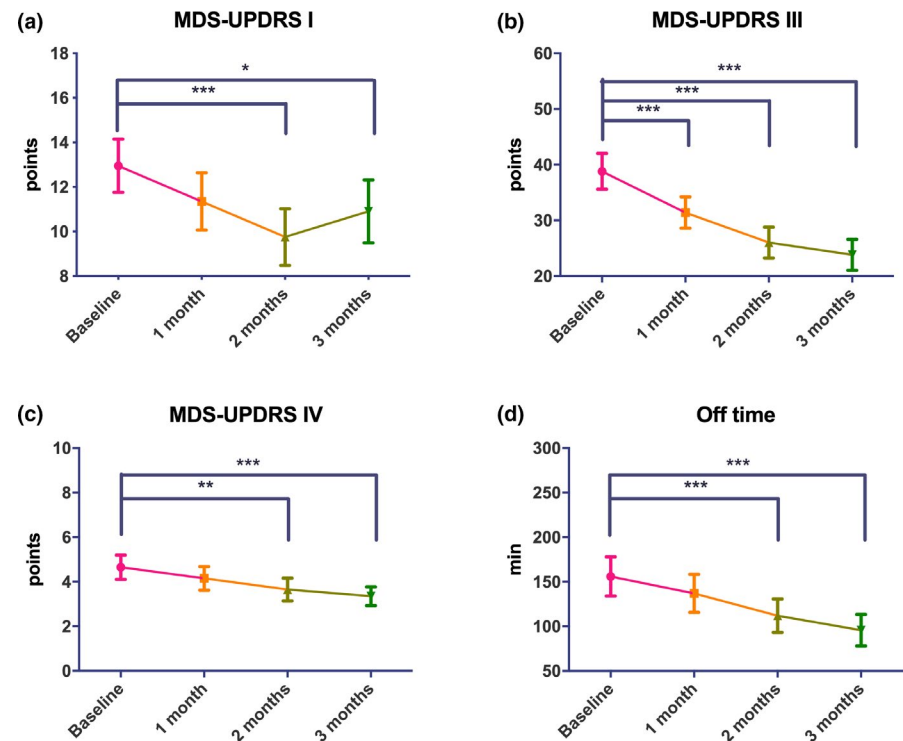 (a)
MDS-UPDRS I
18
16
14
12
10
8
points
*
***
Baseline
1 month
2 months
3 months
(b)
MDS-UPDRS III
60
50
40
30
20
points
***
***
***
Baseline
1 month
2 months
3 months
(c)
MDS-UPDRS IV
10
8
6
4
2
0
points
***
**
Baseline
1 month
2 months
3 months
(d)
Off time
300
250
200
150
100
50
min
***
***
Baseline
1 month
2 months
3 months